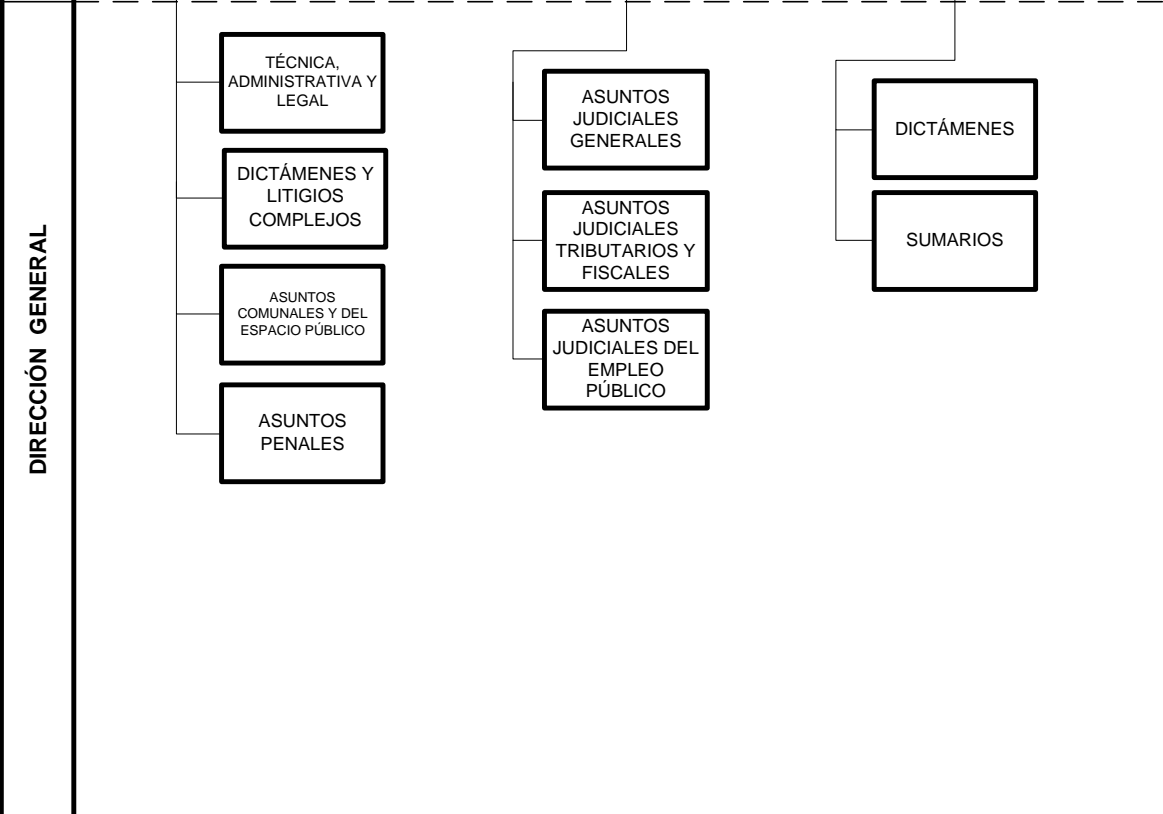 DIRECCIÓN GENERAL
TÉCNICA,
ADMINISTRATIVA Y
LEGAL
DICTÁMENES Y
LITIGIOS
COMPLEJOS
ASUNTOS
COMUNALES Y DEL
ESPACIO PÚBLICO
ASUNTOS
PENALES
ASUNTOS
JUDICIALES
GENERALES
ASUNTOS
JUDICIALES
TRIBUTARIOS Y
FISCALES
ASUNTOS
JUDICIALES DEL
EMPLEO
PÚBLICO
DICTÁMENES
SUMARIOS